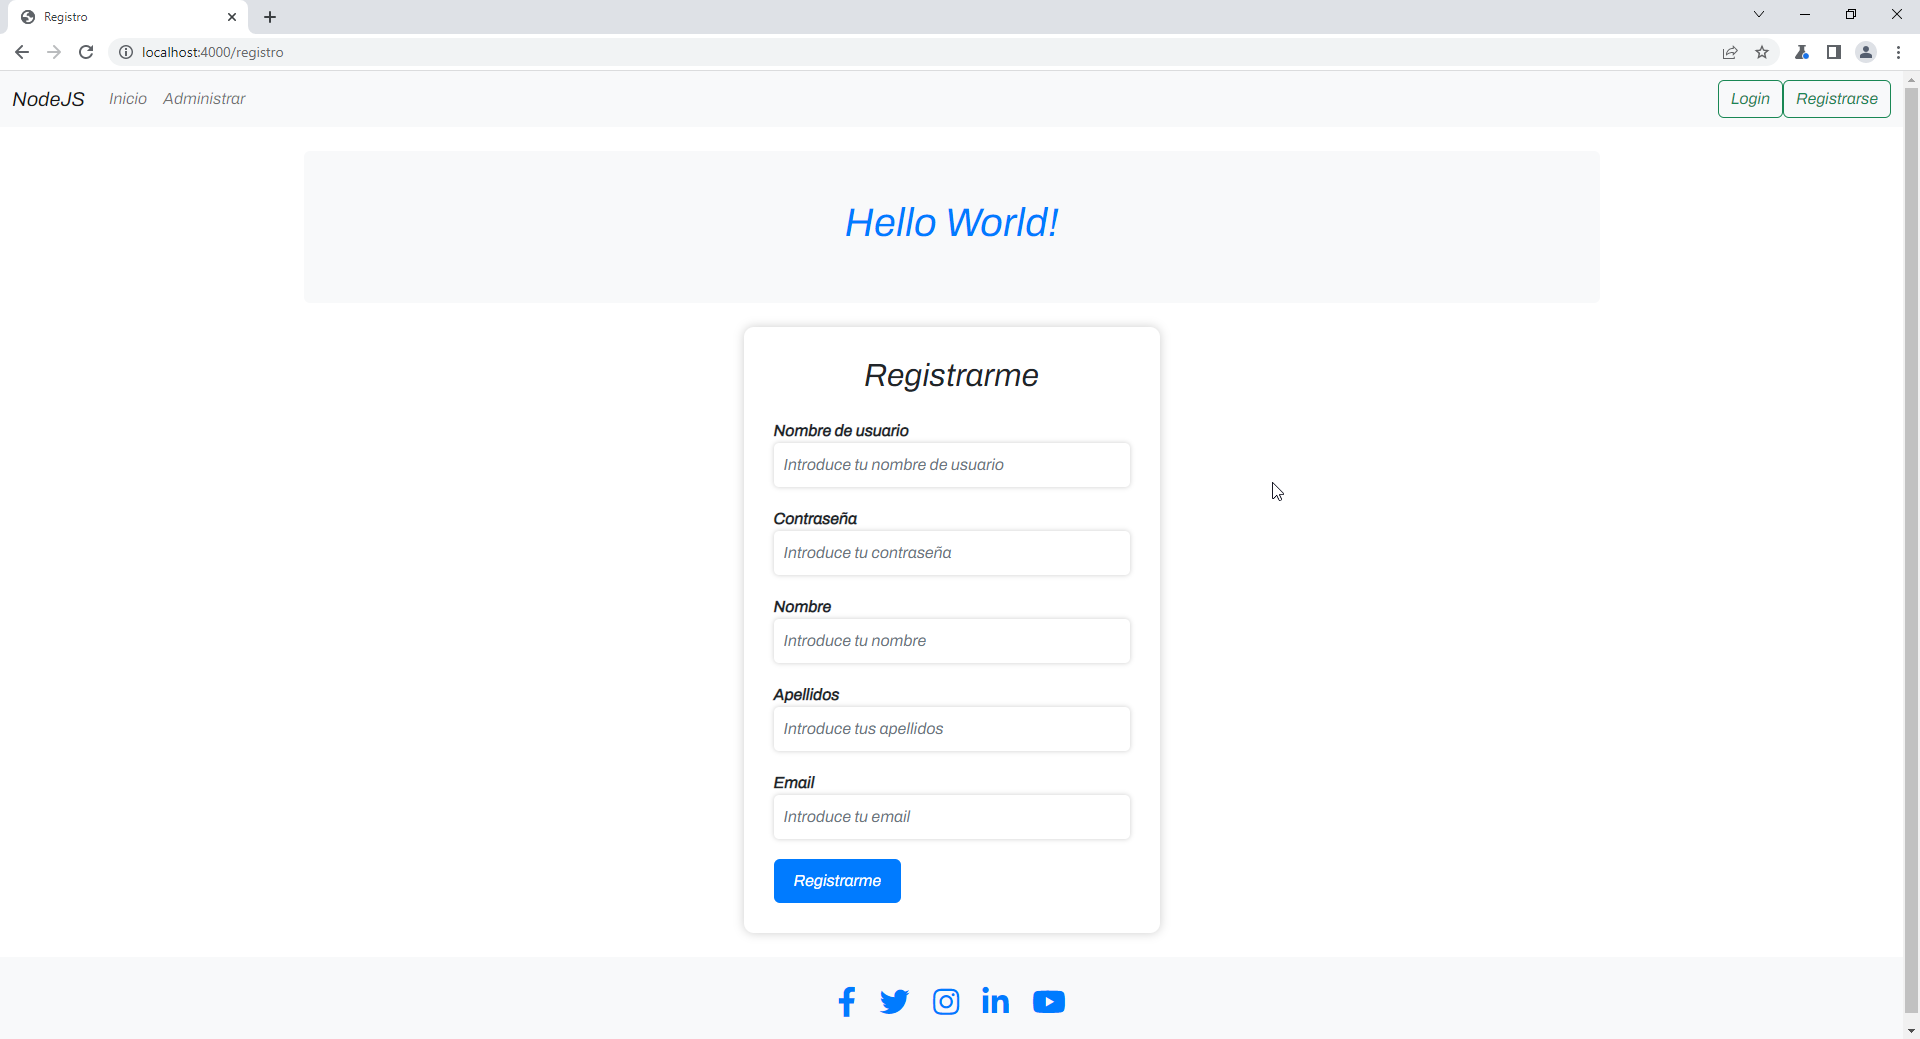 Registro
localhost:4000/registro
NodeJS Inicio Administrar Login Registrarse
Hello World!
Registrarme
Nombre de usuario
Introduce tu nombre de usuario
Contraseña
Introduce tu contraseña
Nombre
Introduce tu nombre
Apellidos
Introduce tus apellidos
Email
Introduce tu email
Registrarme